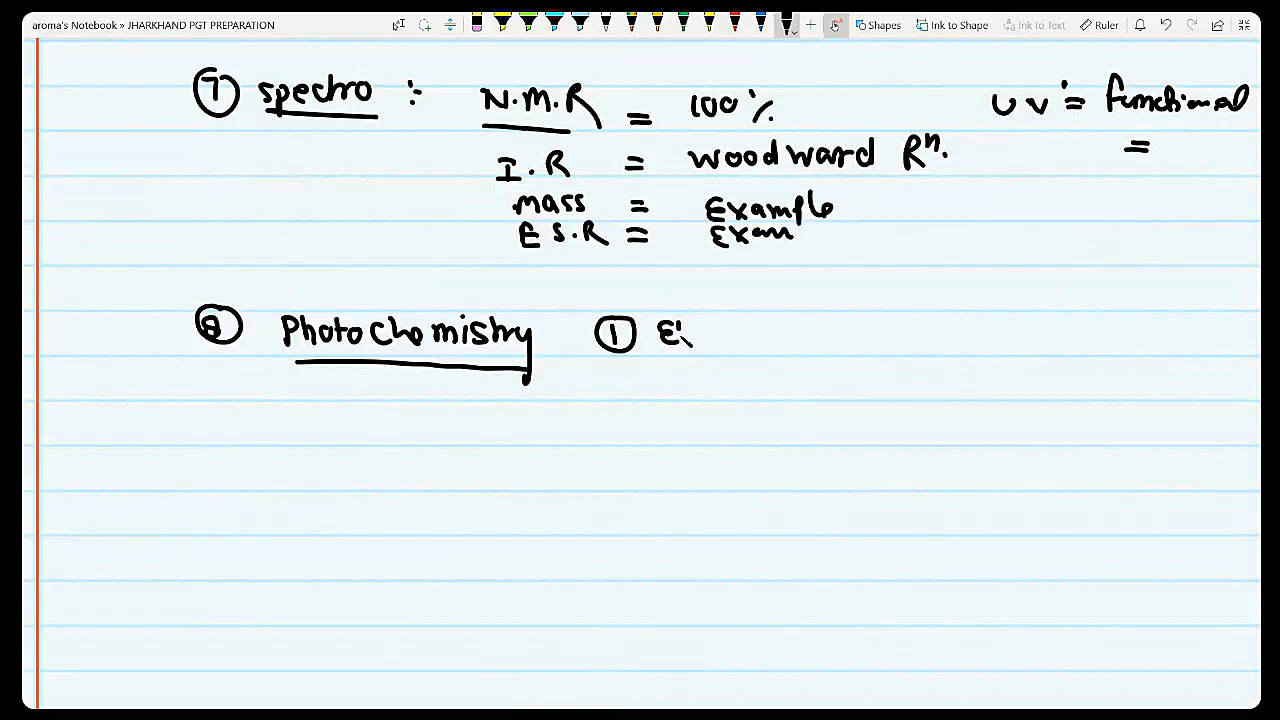 aroma's Notebook » JHARKHAND PGT PREPARATION
Shapes Ink to Shape Ink to Text Ruler
7 spectro : N.M.R = 100% UV = functional
=
I.R = woodward Rn.
mass = Example
E S.R = Exam
8 Photochemistry 1